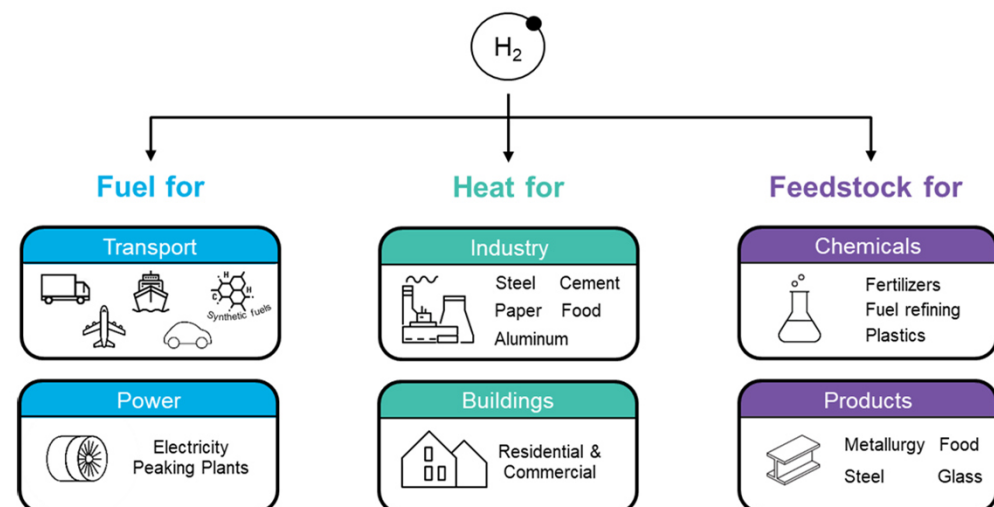 H₂
Fuel for
Heat for
Feedstock for
Transport
H
C
H
Synthetic fuels
Industry
Steel Cement
Paper Food
Aluminum
Chemicals
Fertilizers
Fuel refining
Plastics
Power
Electricity
Peaking Plants
Buildings
Residential &
Commercial
Products
Metallurgy Food
Steel Glass